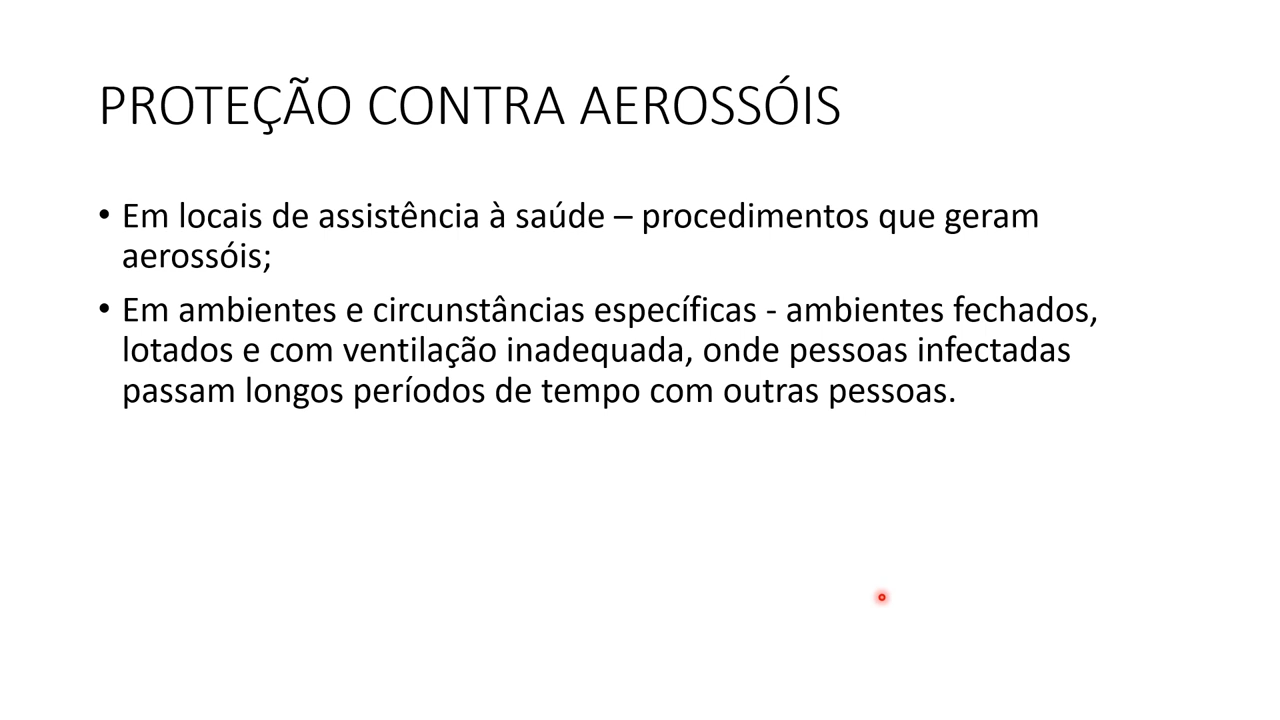 PROTEÇÃO CONTRA AEROSSÓIS
• Em locais de assistência à saúde – procedimentos que geram
aerossóis;
• Em ambientes e circunstâncias específicas - ambientes fechados,
lotados e com ventilação inadequada, onde pessoas infectadas
passam longos períodos de tempo com outras pessoas.